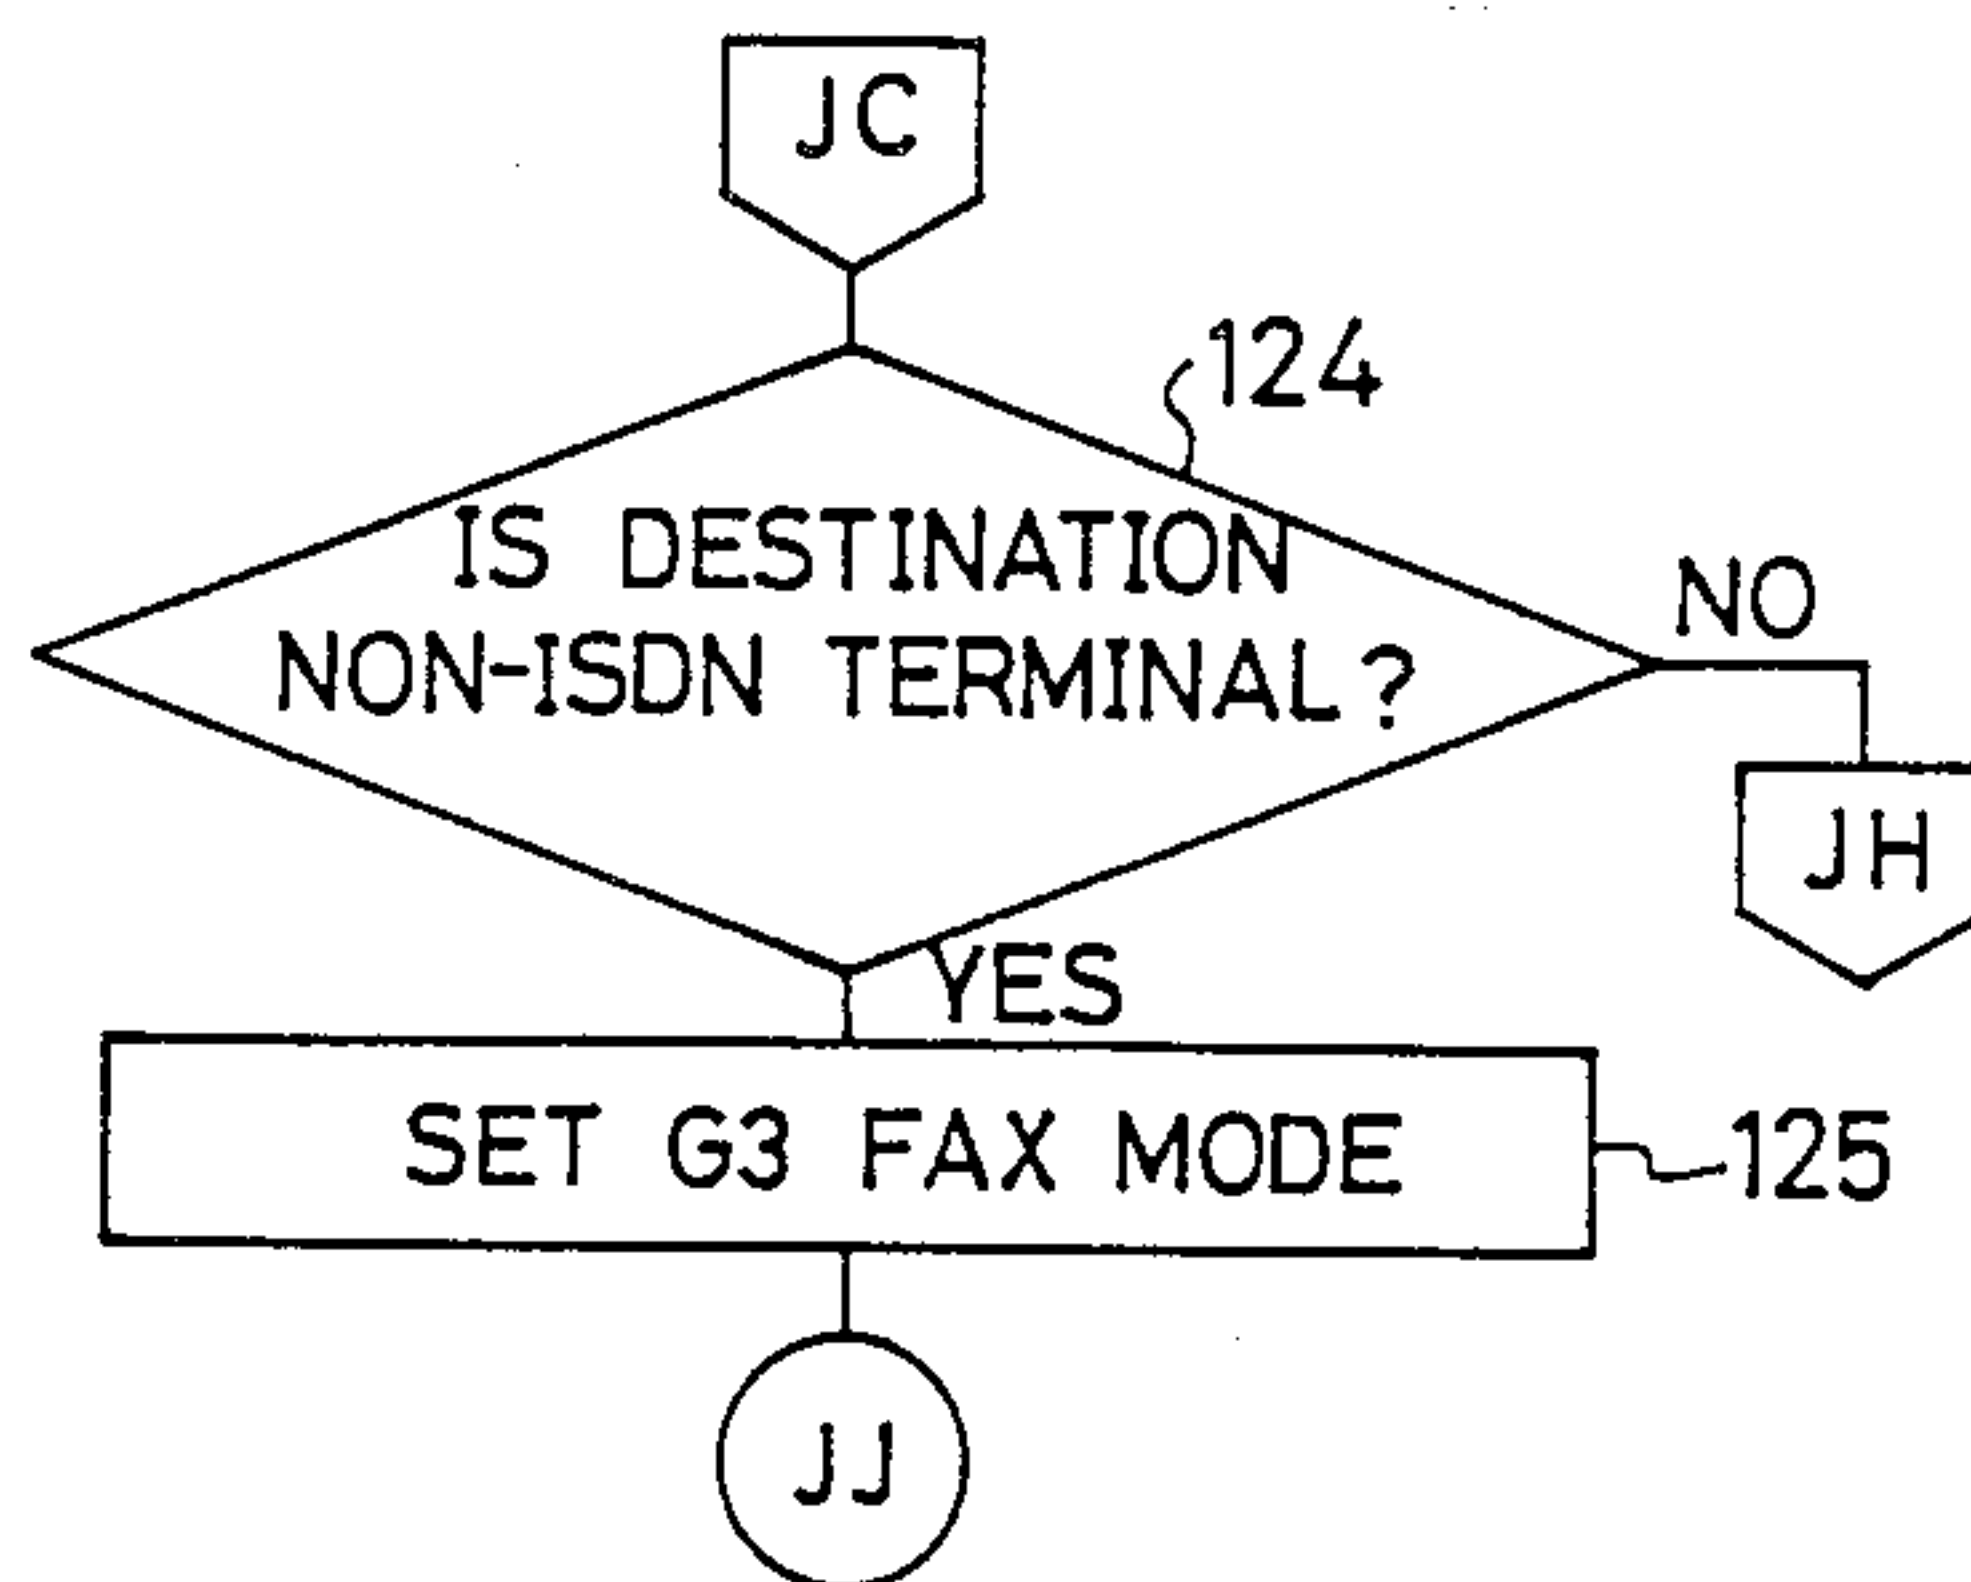 JC
124
IS DESTINATION
NON-ISDN TERMINAL?
NO
JH
YES
SET G3 FAX MODE
125
JJ